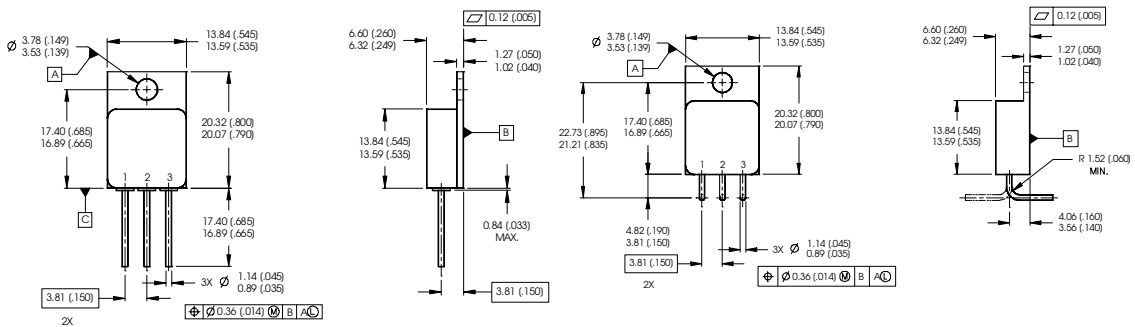 ⏥ 0.12 (.005)
6.60 (.260)
6.32 (.249)
13.84 (.545)
13.59 (.535)
Ø 3.78 (.149)
3.53 (.139)
1.27 (.050)
1.02 (.040)
A
20.32 (.800)
20.07 (.790)
17.40 (.685)
16.89 (.665)
13.84 (.545)
13.59 (.535)
B
1 2 3
C
17.40 (.685)
16.89 (.665)
0.84 (.033)
MAX.
3X Ø 1.14 (.045)
0.89 (.035)
3.81 (.150)
2X
⌖ Ø 0.36 (.014) Ⓜ B AⓁ
3.81 (.150)
⏥ 0.12 (.005)
6.60 (.260)
6.32 (.249)
13.84 (.545)
13.59 (.535)
Ø 3.78 (.149)
3.53 (.139)
1.27 (.050)
1.02 (.040)
A
20.32 (.800)
20.07 (.790)
17.40 (.685)
16.89 (.665)
22.73 (.895)
21.21 (.835)
13.84 (.545)
13.59 (.535)
B
1 2 3
R 1.52 (.060)
MIN.
4.82 (.190)
3.81 (.150)
4.06 (.160)
3.56 (.140)
3X Ø 1.14 (.045)
0.89 (.035)
3.81 (.150)
2X
⌖ Ø 0.36 (.014) Ⓜ B AⓁ